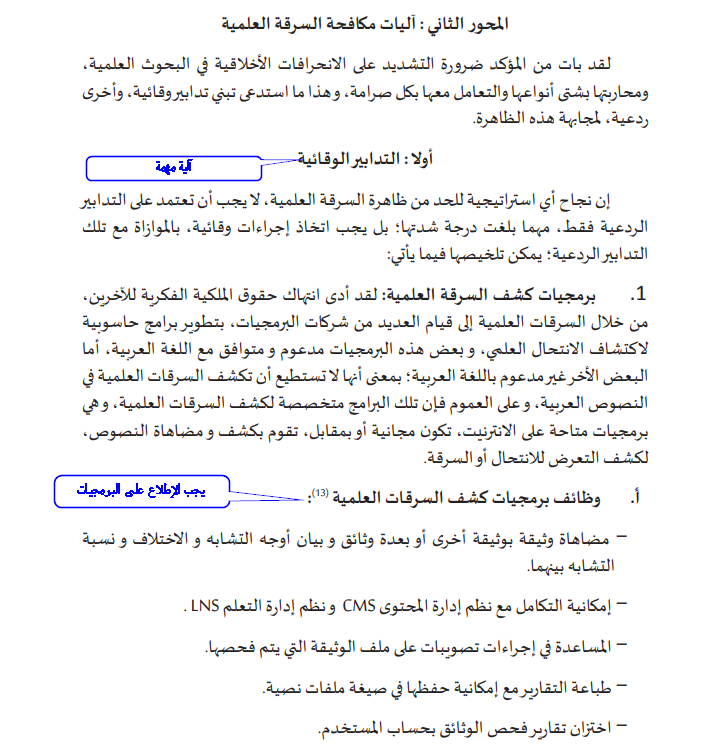 المحور الثاني : آليات مكافحة السرقة العلمية
لقد بات من المؤكد ضرورة التشديد على الانحرافات الأخلاقية في البحوث العلمية،
ومحاربتها بشتى أنواعها والتعامل معها بكل صرامة، وهذا ما استدعى تبني تدابير وقائية، وأخرى
ردعية، لمجابهة هذه الظاهرة.
أولا : التدابير الوقائية
آلية مهمة
إن نجاح أي استراتيجية للحد من ظاهرة السرقة العلمية، لا يجب أن تعتمد على التدابير
الردعية فقط، مهما بلغت درجة شدتها؛ بل يجب اتخاذ إجراءات وقائية، بالموازاة مع تلك
التدابير الردعية؛ يمكن تلخيصها فيما يأتي:
1. برمجيات كشف السرقة العلمية: لقد أدى انتهاك حقوق الملكية الفكرية للآخرين،
من خلال السرقات العلمية إلى قيام العديد من شركات البرمجيات، بتطوير برامج حاسوبية
لاكتشاف الانتحال العلمي، و بعض هذه البرمجيات مدعوم و متوافق مع اللغة العربية، أما
البعض الأخر غير مدعوم باللغة العربية؛ بمعنى أنها لا تستطيع أن تكشف السرقات العلمية في
النصوص العربية، وعلى العموم فإن تلك البرامج متخصصة لكشف السرقات العلمية، وهي
برمجيات متاحة على الانترنيت، تكون مجانية أو بمقابل، تقوم بكشف و مضاهاة النصوص،
لكشف التعرض للانتحال أو السرقة.
أ. وظائف برمجيات كشف السرقات العلمية (13):
يجب الإطلاع على البرمجيات
– مضاهاة وثيقة بوثيقة أخرى أو بعدة وثائق و بيان أوجه التشابه و الاختلاف و نسبة
التشابه بينهما.
– إمكانية التكامل مع نظم إدارة المحتوى CMS و نظم إدارة التعلم LNS .
– المساعدة في إجراءات تصويبات على ملف الوثيقة التي يتم فحصها.
– طباعة التقارير مع إمكانية حفظها في صيغة ملفات نصية.
– اختزان تقارير فحص الوثائق بحساب المستخدم.